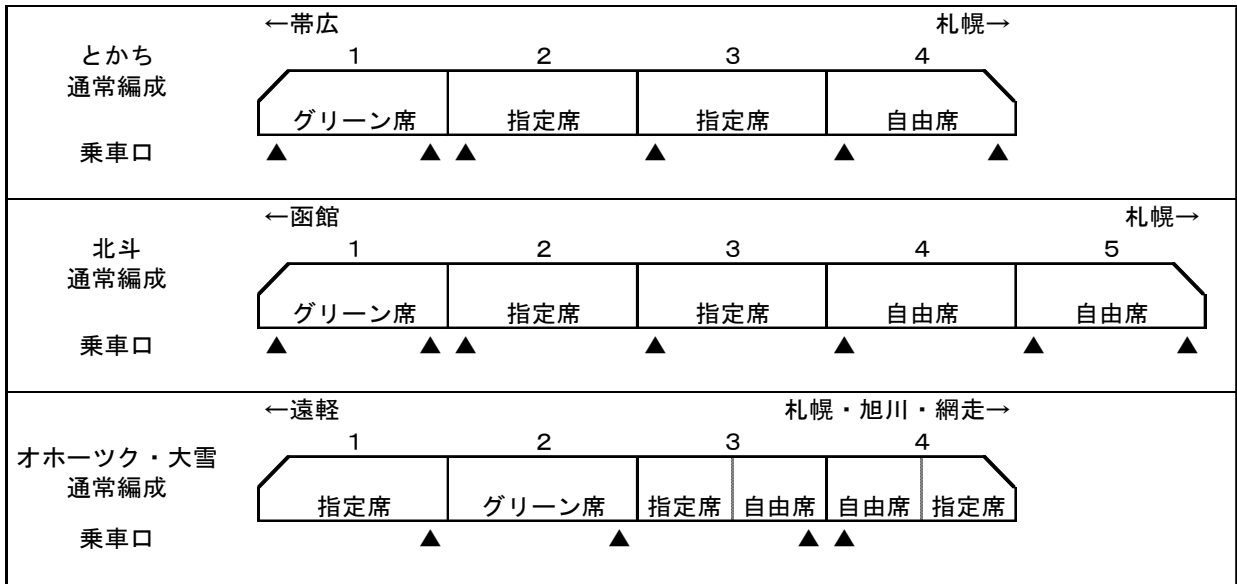 ←帯広 札幌→
とかち
通常編成
1 2 3 4
グリーン席 指定席 指定席 自由席
乗車口 ▲ ▲ ▲ ▲ ▲ ▲
←函館 札幌→
北斗
通常編成
1 2 3 4 5
グリーン席 指定席 指定席 自由席 自由席
乗車口 ▲ ▲ ▲ ▲ ▲ ▲ ▲
←遠軽 札幌・旭川・網走→
オホーツク・大雪
通常編成
1 2 3 4
指定席 グリーン席 指定席 自由席 自由席 指定席
乗車口 ▲ ▲ ▲ ▲